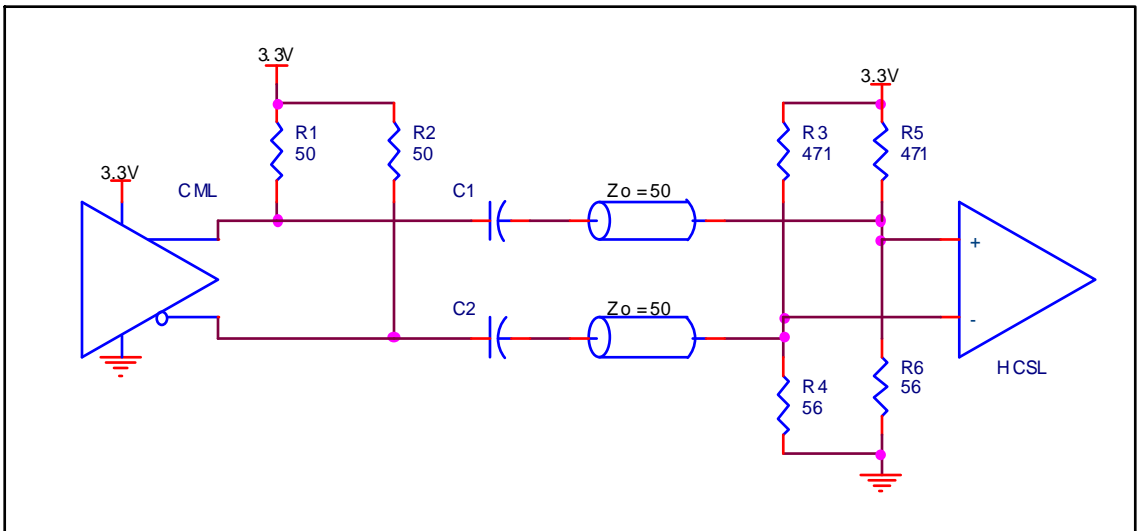 3.3V
3.3V
R1
50
R2
50
R3
471
R5
471
3.3V
CML
C1
Zo=50
+
C2
Zo=50
-
R4
56
R6
56
HCSL